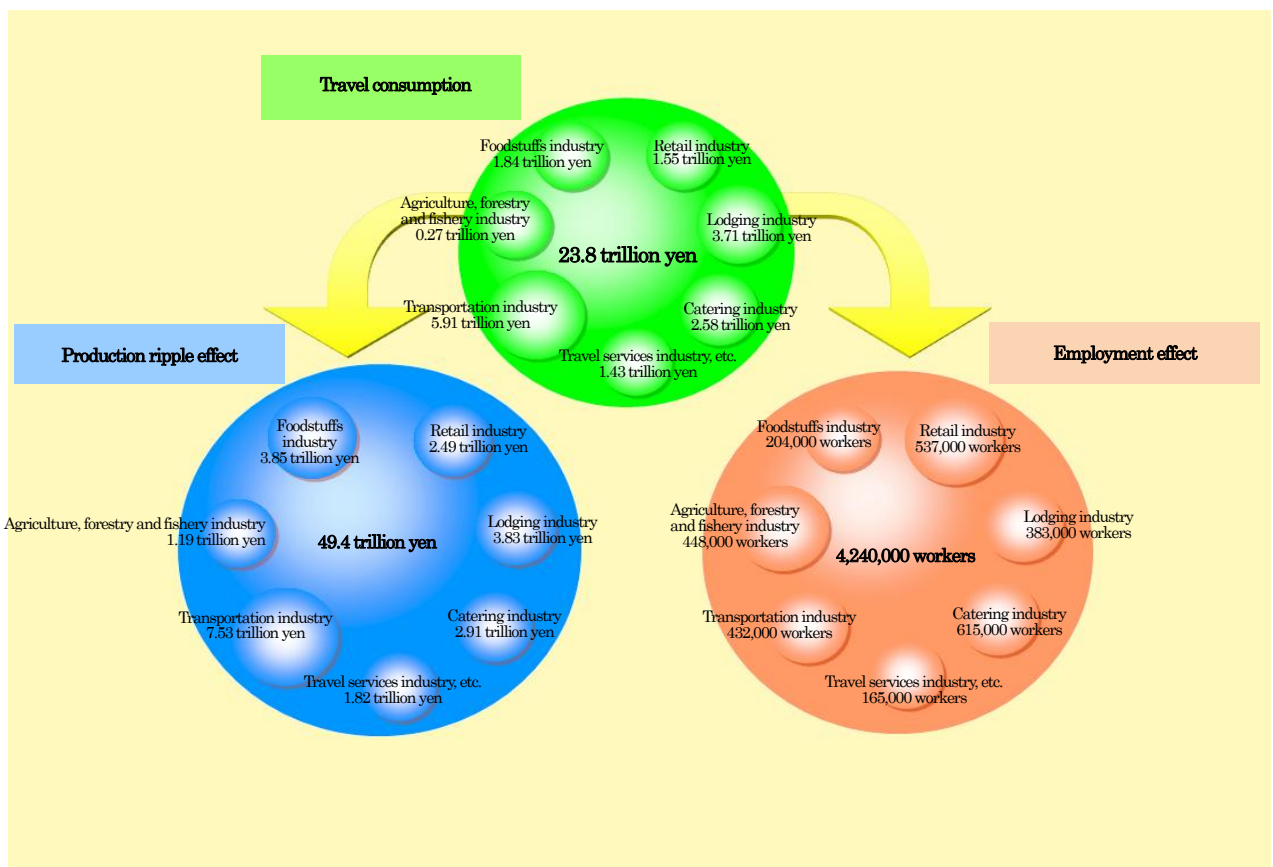 Travel consumption
Foodstuffs industry
1.84 trillion yen
Retail industry
1.55 trillion yen
Agriculture, forestry
and fishery industry
0.27 trillion yen
Lodging industry
3.71 trillion yen
23.8 trillion yen
Transportation industry
5.91 trillion yen
Catering industry
2.58 trillion yen
Travel services industry, etc.
1.43 trillion yen
Production ripple effect
Foodstuffs
industry
3.85 trillion yen
Retail industry
2.49 trillion yen
Agriculture, forestry and fishery industry
1.19 trillion yen
Lodging industry
3.83 trillion yen
49.4 trillion yen
Transportation industry
7.53 trillion yen
Catering industry
2.91 trillion yen
Travel services industry, etc.
1.82 trillion yen
Employment effect
Foodstuffs industry
204,000 workers
Retail industry
537,000 workers
Agriculture, forestry
and fishery industry
448,000 workers
Lodging industry
383,000 workers
4,240,000 workers
Transportation industry
432,000 workers
Catering industry
615,000 workers
Travel services industry, etc.
165,000 workers